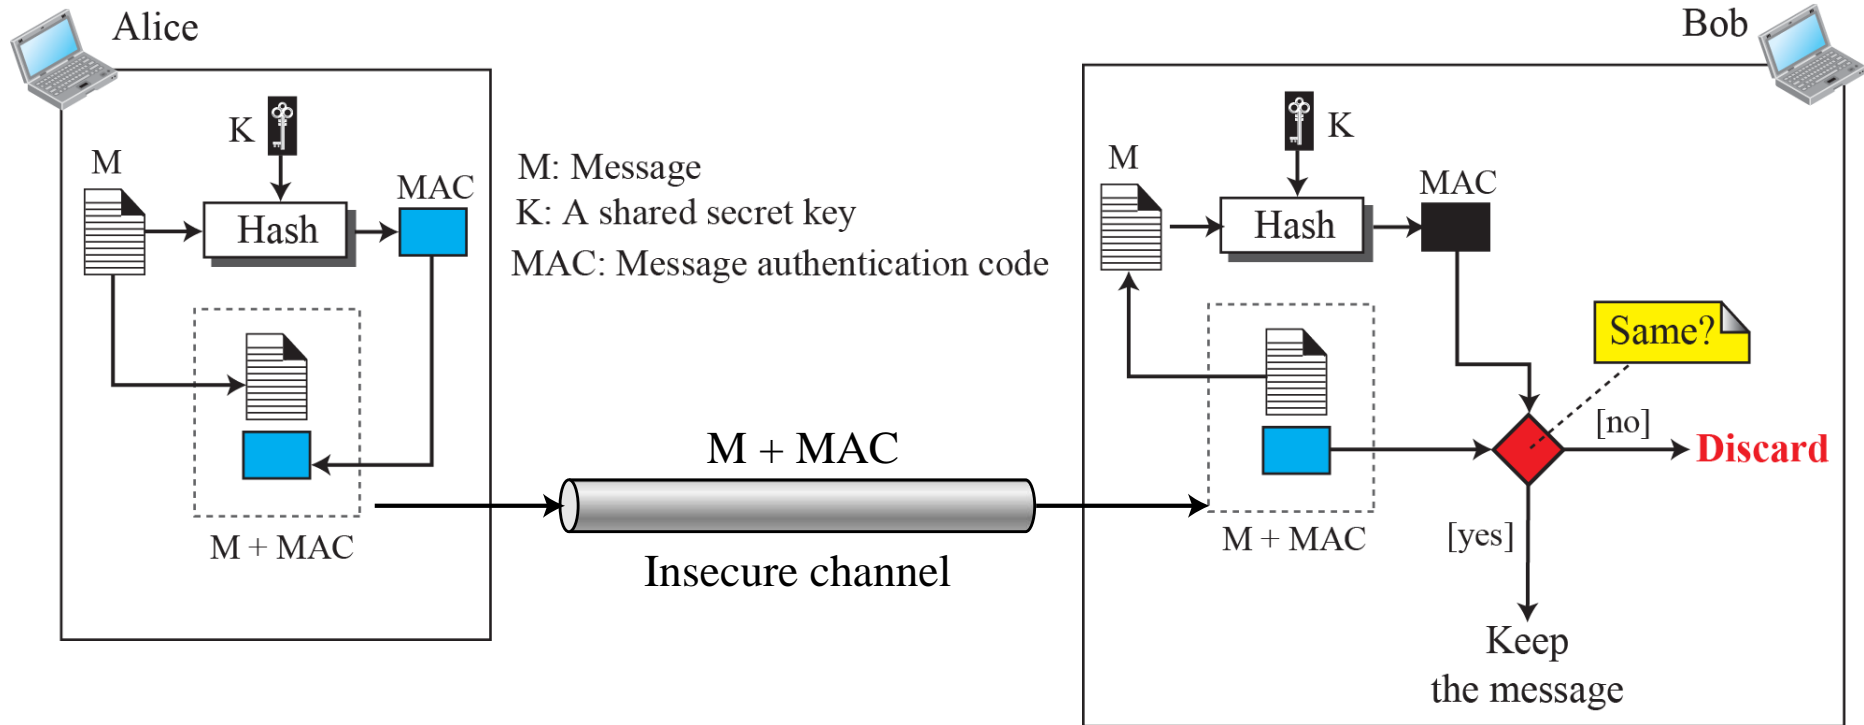 Alice
K
M
MAC
Hash
M + MAC
M: Message
K: A shared secret key
MAC: Message authentication code
M + MAC
Insecure channel
Bob
K
M
MAC
Hash
Same?
[no]
Discard
M + MAC
[yes]
Keep
the message